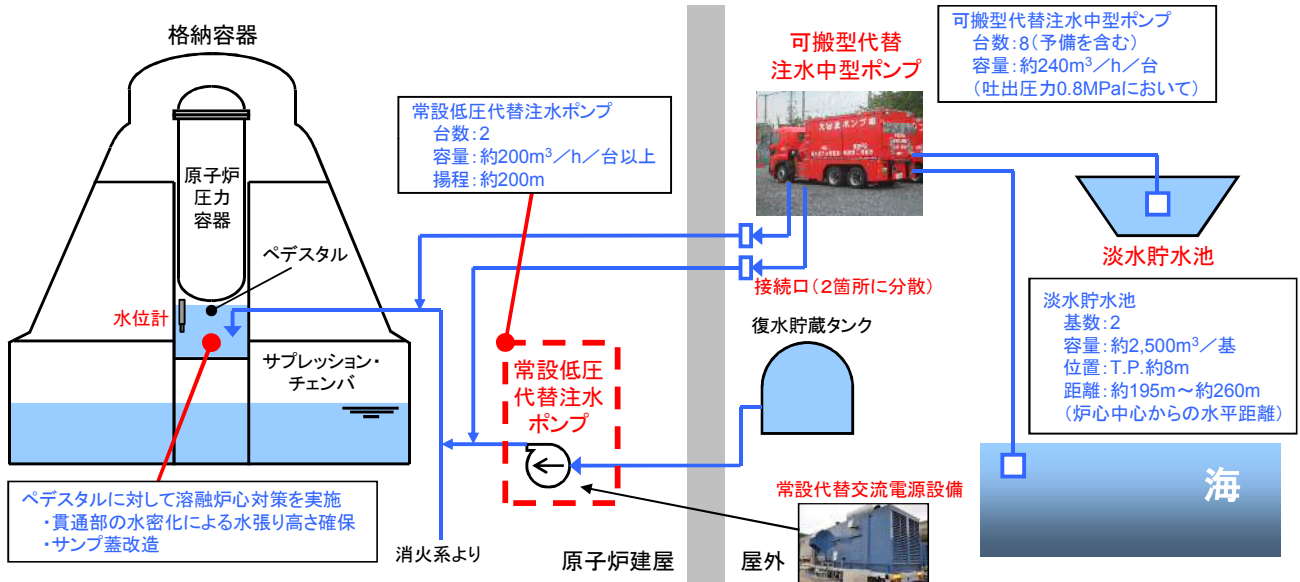 格納容器
原子炉
圧力
容器
ペデスタル
水位計
サプレッション・
チェンバ
ペデスタルに対して溶融炉心対策を実施
・貫通部の水密化による水張り高さ確保
・サンプ蓋改造
常設低圧代替注水ポンプ
台数:2
容量:約200m³/h/台以上
揚程:約200m
常設低圧
代替注水
ポンプ
消火系より
原子炉建屋
屋外
可搬型代替
注水中型ポンプ
可搬型代替注水中型ポンプ
台数:8(予備を含む)
容量:約240m³/h/台
(吐出圧力0.8MPaにおいて)
接続口(2箇所に分散)
復水貯蔵タンク
常設代替交流電源設備
淡水貯水池
淡水貯水池
基数:2
容量:約2,500m³/基
位置:T.P.約8m
距離:約195m~約260m
(炉心中心からの水平距離)
海